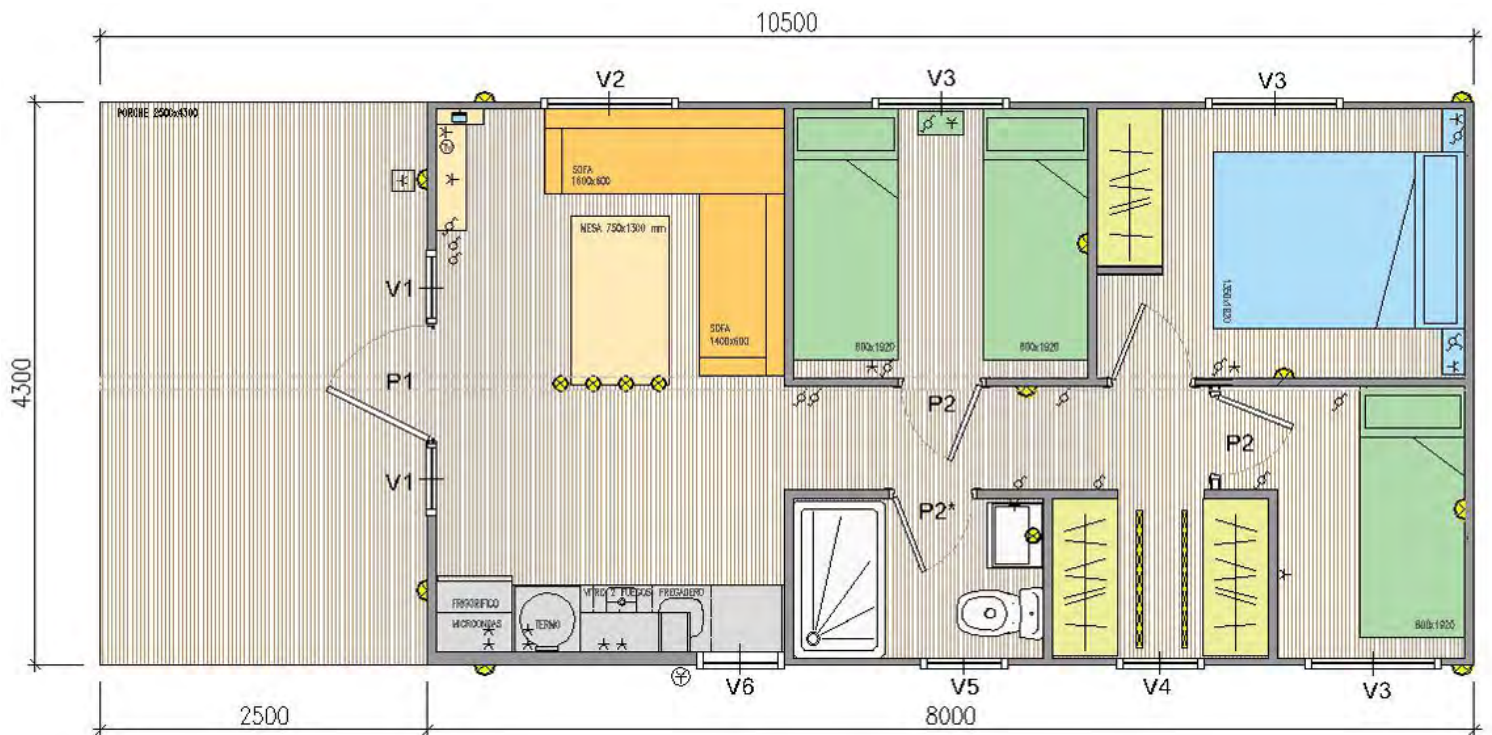 10500
V2
V3
V3
PORCHE 2500x4300
SOFA
1600x600
MESA 750x1300 mm
V1
SOFA
1400x600
800x1920
800x1920
1350x1920
4300
P1
P2
P2
V1
P2*
FRIGORIFICO
MICROONDAS
TERMO
VITRO 2 FUEGOS
FREGADERO
800x1920
V6
V5
V4
V3
2500
8000